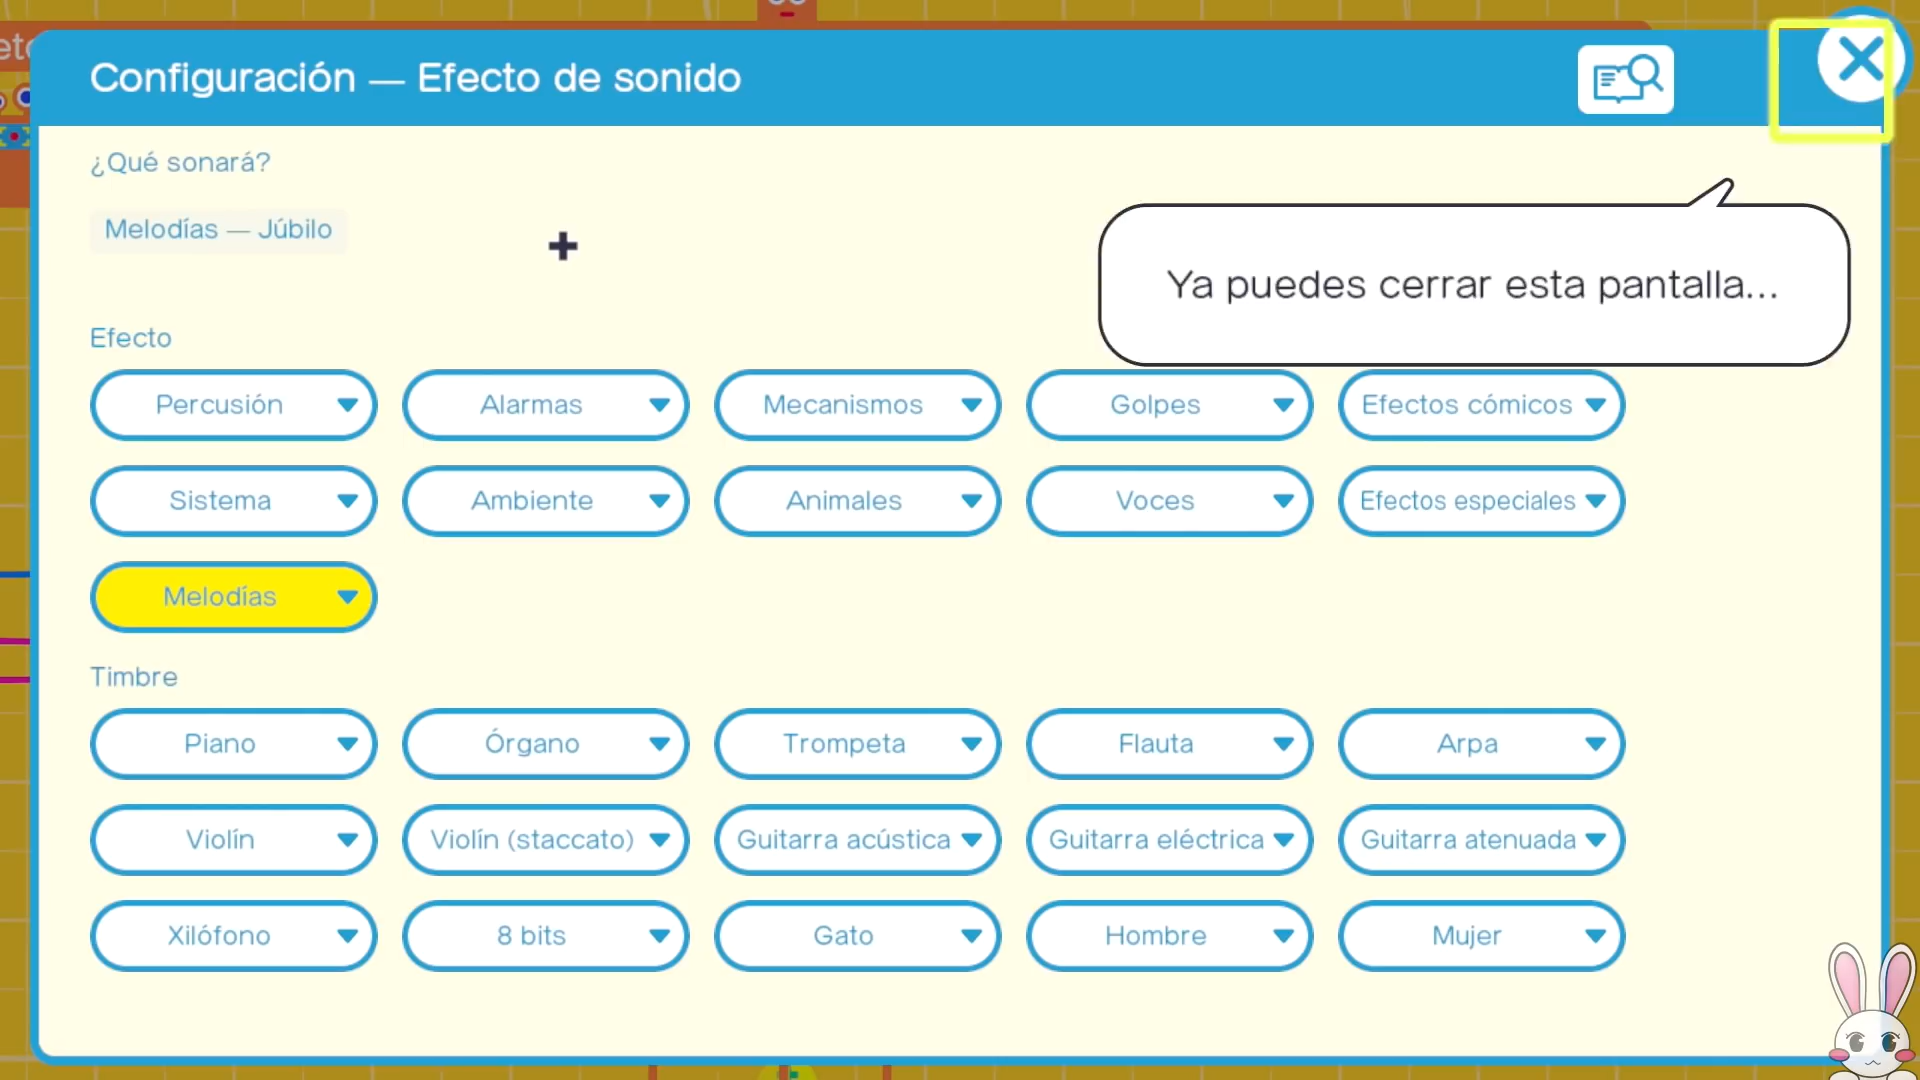 Configuración — Efecto de sonido
¿Qué sonará?
Melodías — Júbilo
Ya puedes cerrar esta pantalla...
Efecto
Percusión Alarmas Mecanismos Golpes Efectos cómicos
Sistema Ambiente Animales Voces Efectos especiales
Melodías
Timbre
Piano Órgano Trompeta Flauta Arpa
Violín Violín (staccato) Guitarra acústica Guitarra eléctrica Guitarra atenuada
Xilófono 8 bits Gato Hombre Mujer